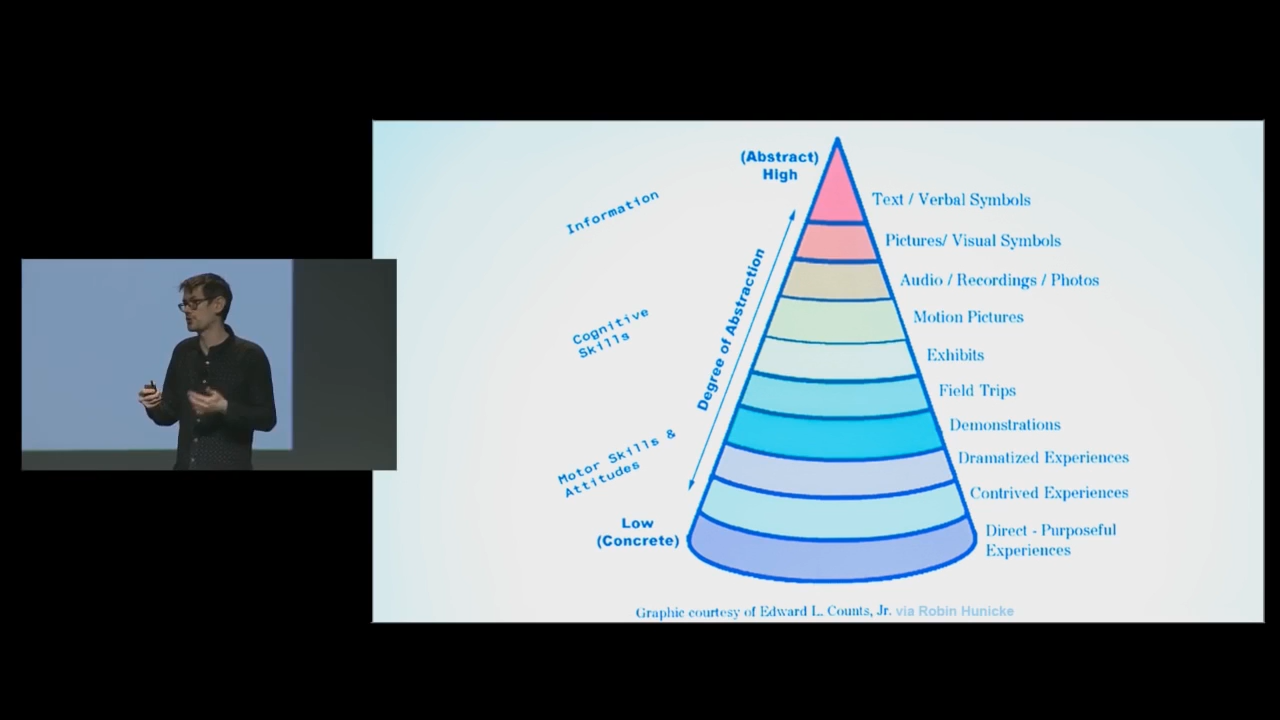 (Abstract)
High
Information
Text / Verbal Symbols
Pictures/ Visual Symbols
Audio / Recordings / Photos
Degree of Abstraction
Cognitive
Skills
Motion Pictures
Exhibits
Field Trips
Demonstrations
Motor Skills &
Attitudes
Dramatized Experiences
Contrived Experiences
Low
(Concrete)
Direct - Purposeful
Experiences
Graphic courtesy of Edward L. Counts, Jr. via Robin Hunicke